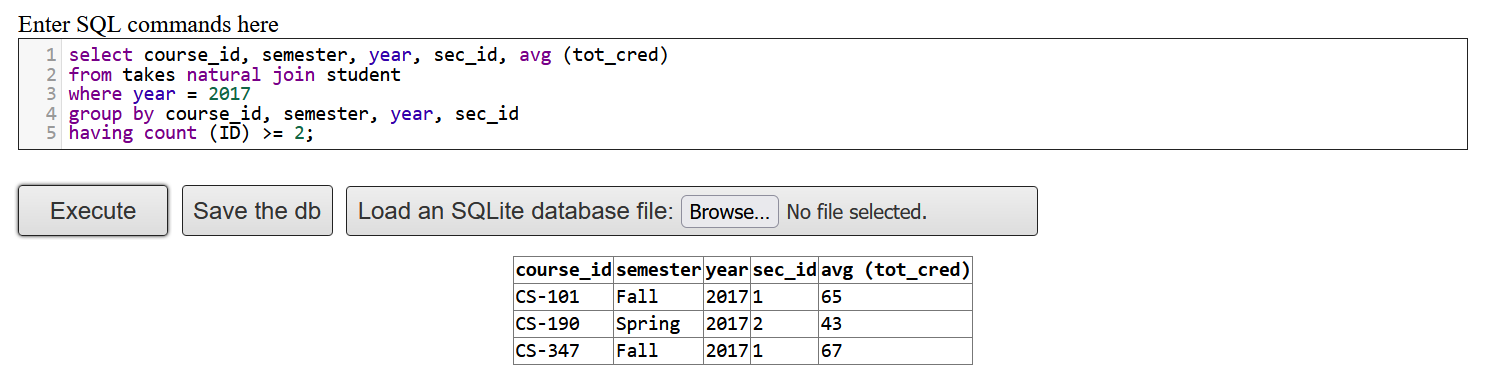 Enter SQL commands here
1 select course_id, semester, year, sec_id, avg (tot_cred)
2 from takes natural join student
3 where year = 2017
4 group by course_id, semester, year, sec_id
5 having count (ID) >= 2;
Execute Save the db Load an SQLite database file: Browse... No file selected.
course_id semester year sec_id avg (tot_cred)
CS-101 Fall 2017 1 65
CS-190 Spring 2017 2 43
CS-347 Fall 2017 1 67